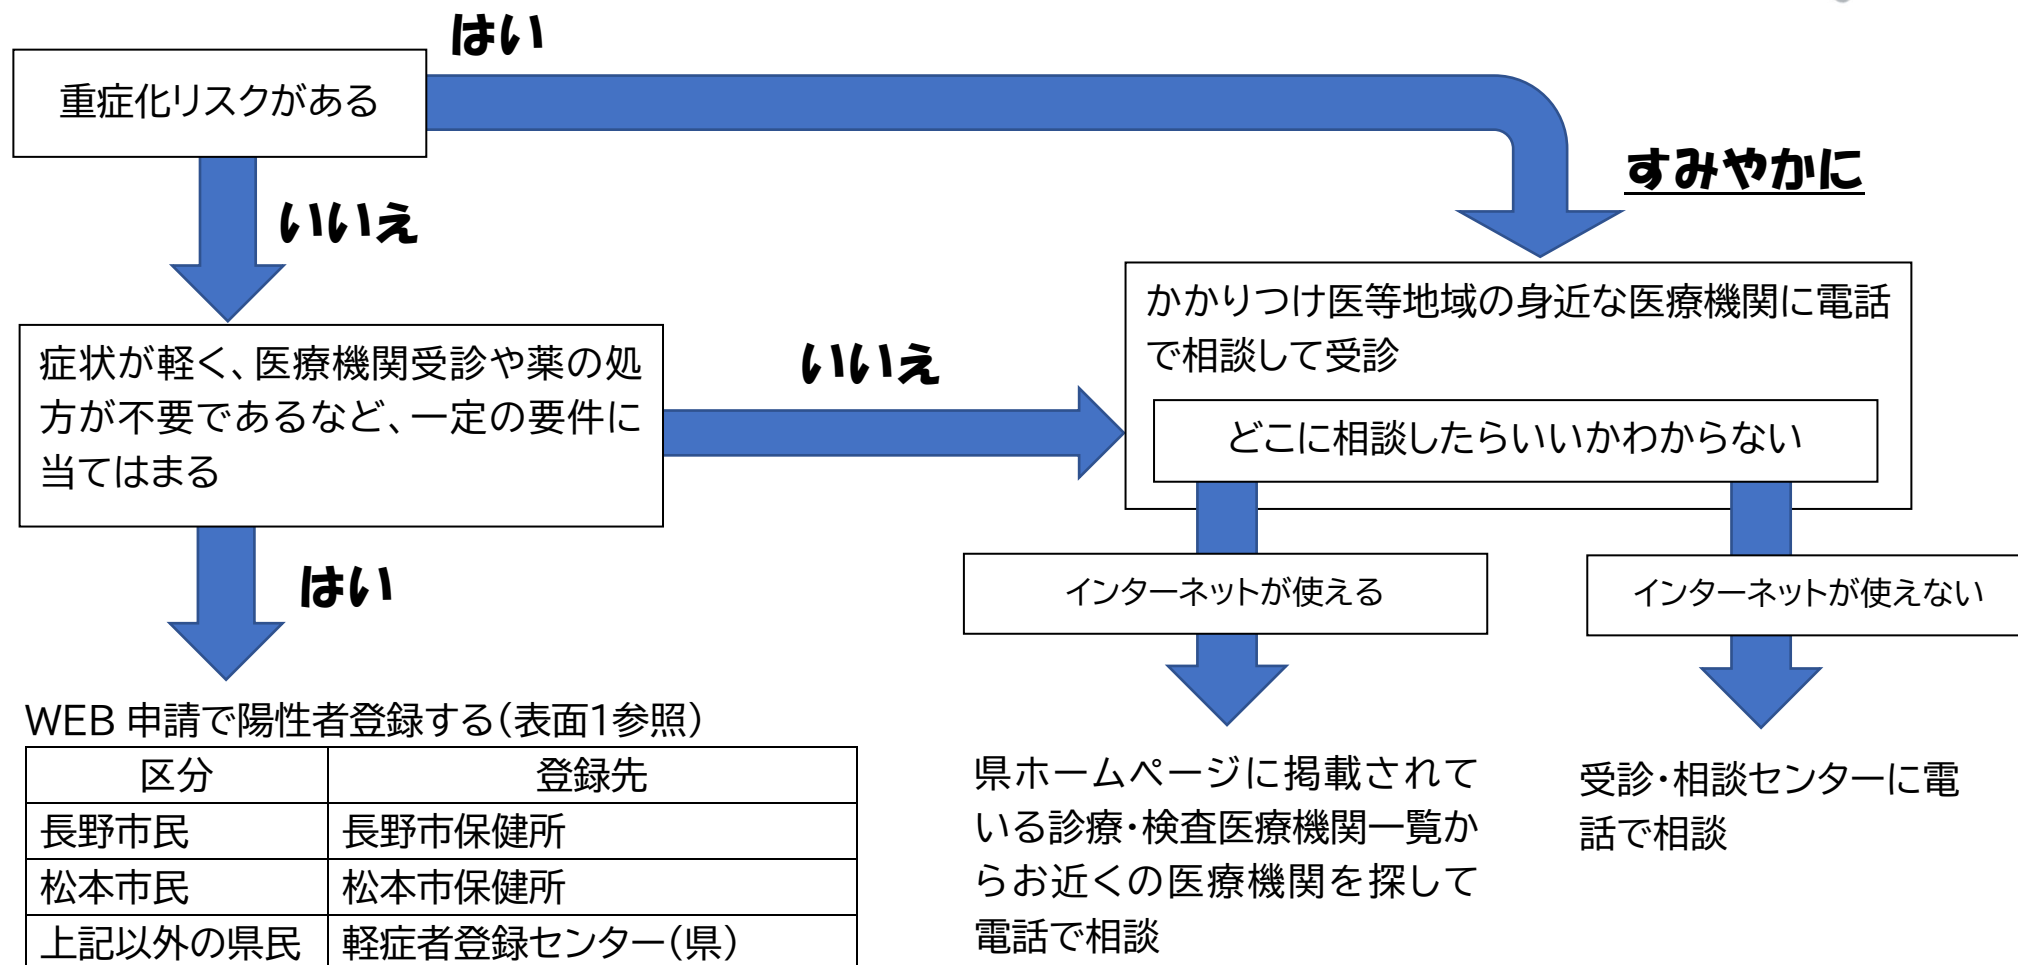 はい
重症化リスクがある
すみやかに
いいえ
かかりつけ医等地域の身近な医療機関に電話
で相談して受診
症状が軽く、医療機関受診や薬の処
方が不要であるなど、一定の要件に
当てはまる
いいえ
どこに相談したらいいかわからない
はい
インターネットが使える
インターネットが使えない
WEB 申請で陽性者登録する(表面1参照)
区分 登録先
長野市民 長野市保健所
松本市民 松本市保健所
上記以外の県民 軽症者登録センター(県)
県ホームページに掲載されて
いる診療・検査医療機関一覧か
らお近くの医療機関を探して
電話で相談
受診・相談センターに電
話で相談